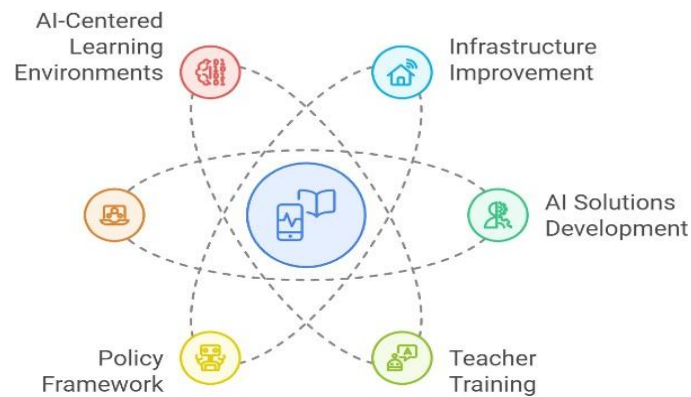 AI-Centered
Learning
Environments
Infrastructure
Improvement
AI Solutions
Development
Policy
Framework
Teacher
Training